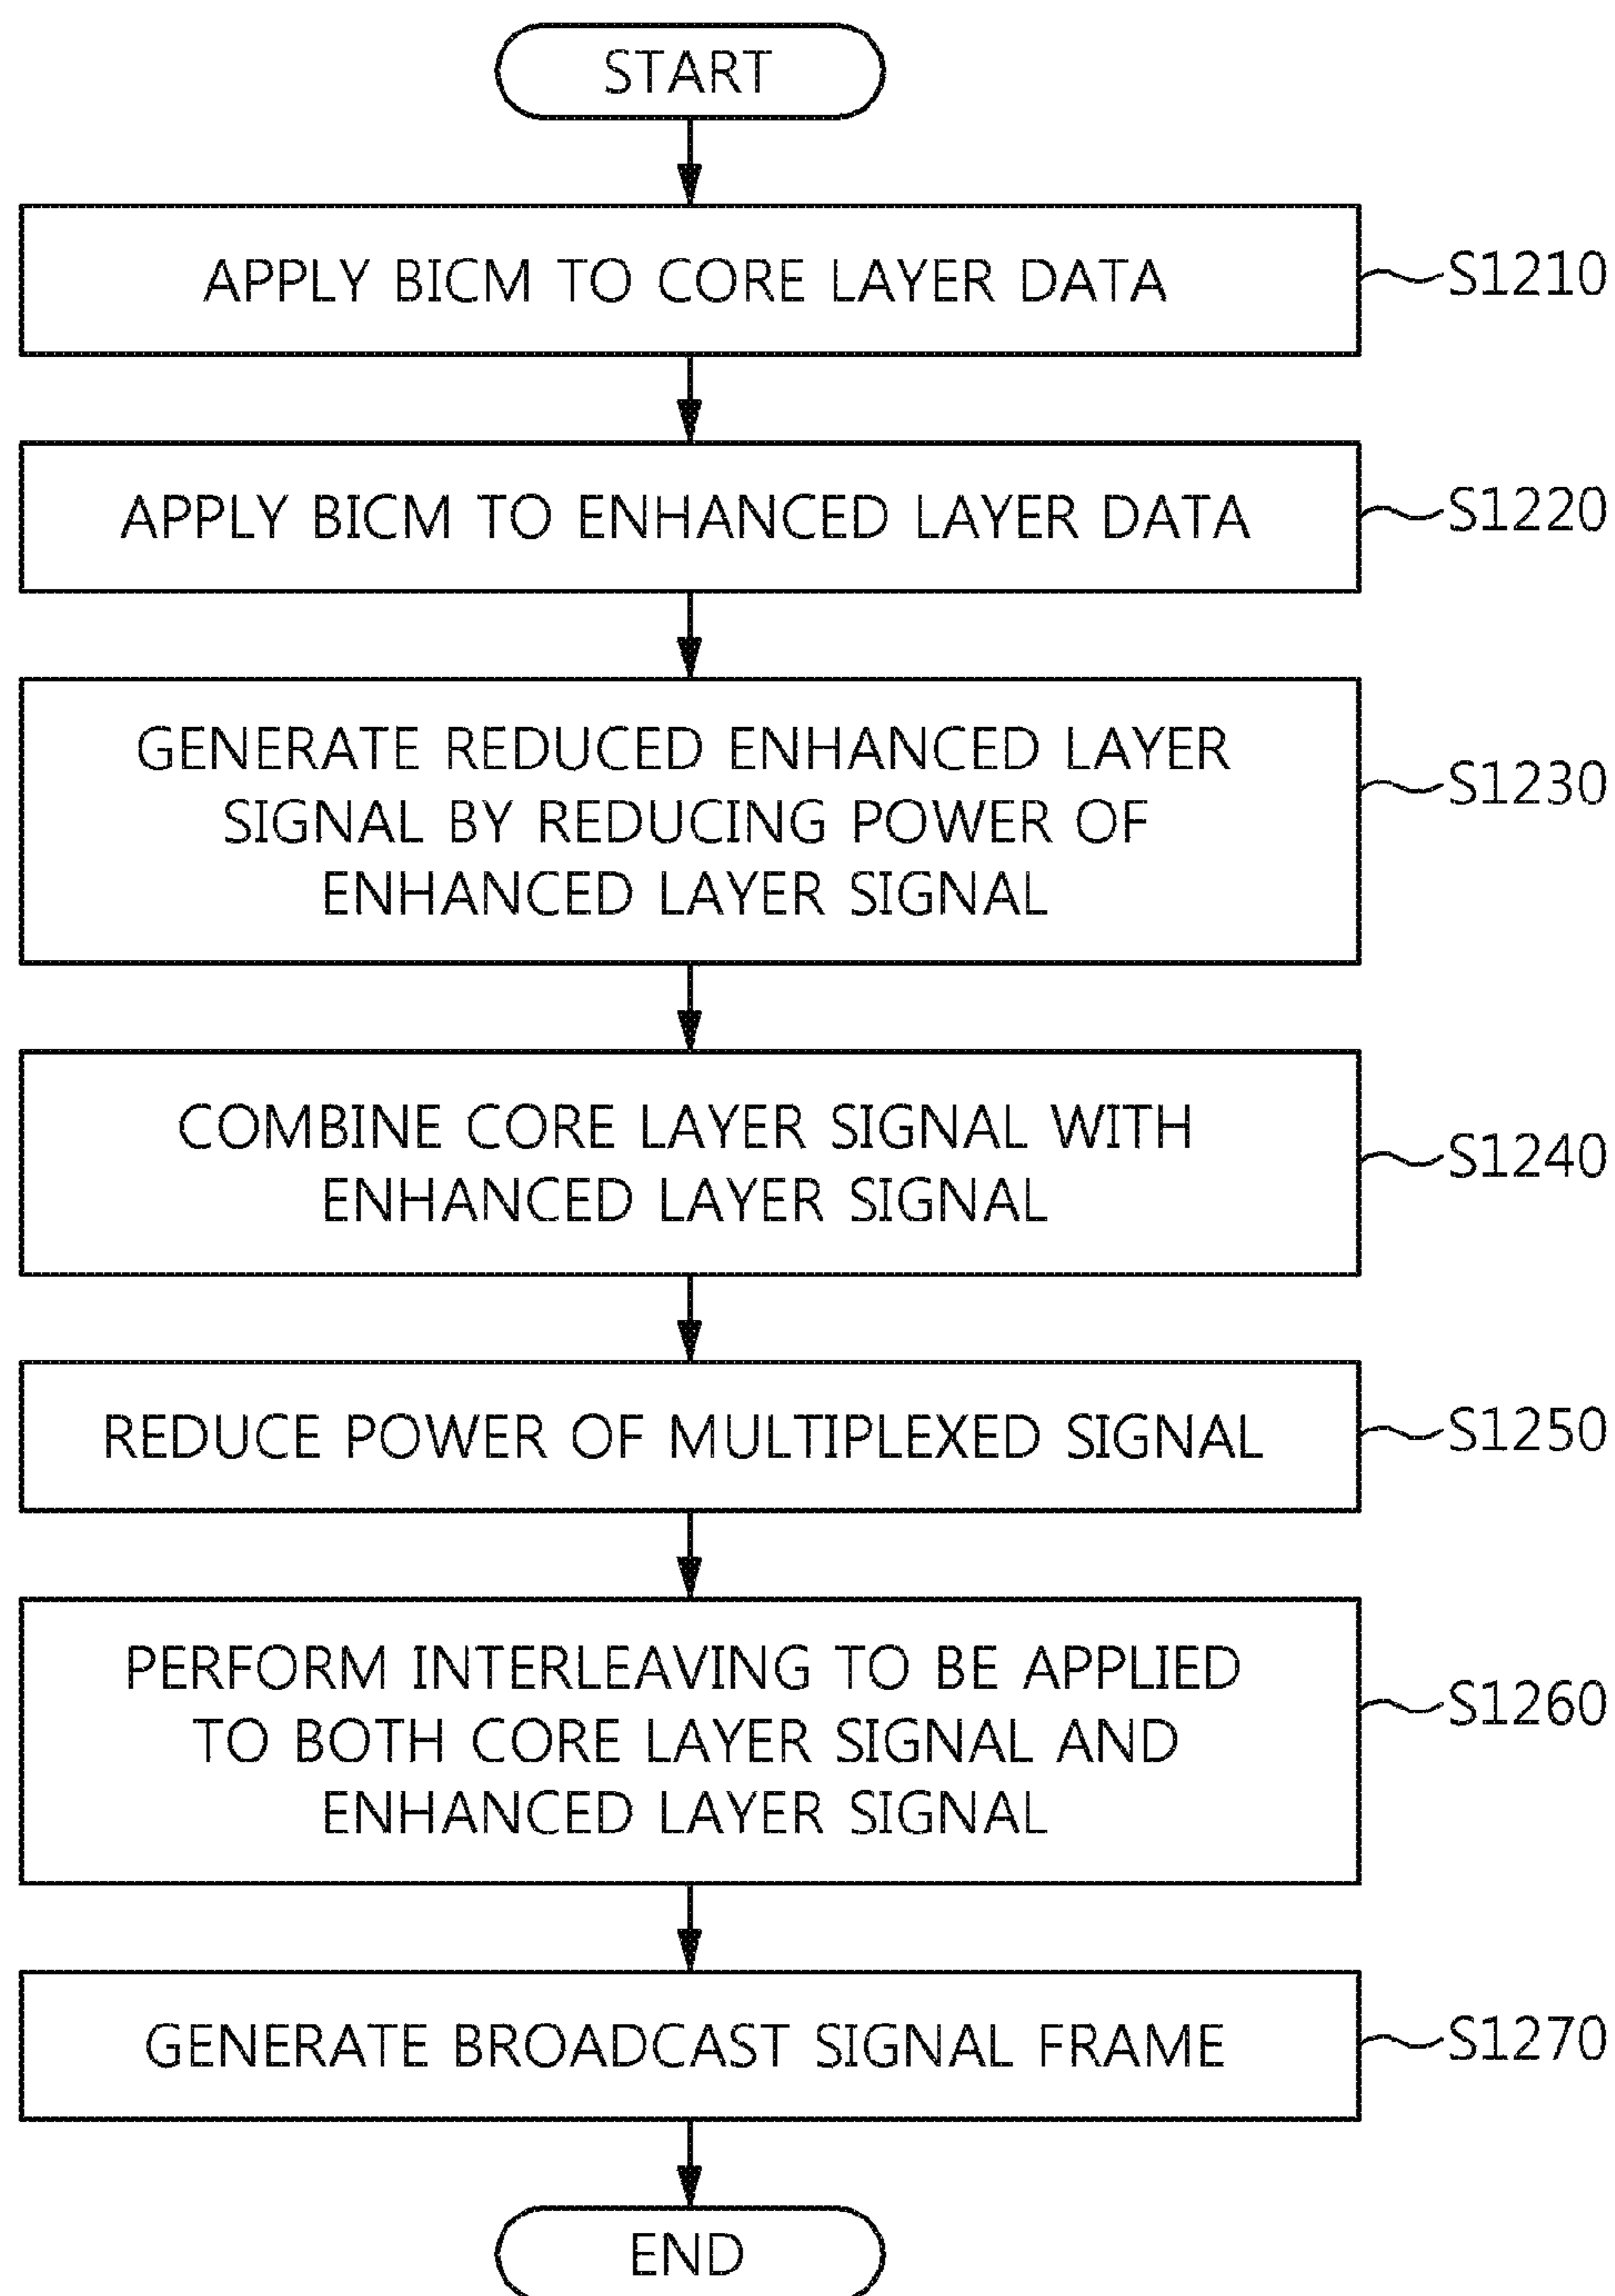 START
APPLY BICM TO CORE LAYER DATA
S1210
APPLY BICM TO ENHANCED LAYER DATA
S1220
GENERATE REDUCED ENHANCED LAYER
SIGNAL BY REDUCING POWER OF
ENHANCED LAYER SIGNAL
S1230
COMBINE CORE LAYER SIGNAL WITH
ENHANCED LAYER SIGNAL
S1240
REDUCE POWER OF MULTIPLEXED SIGNAL
S1250
PERFORM INTERLEAVING TO BE APPLIED
TO BOTH CORE LAYER SIGNAL AND
ENHANCED LAYER SIGNAL
S1260
GENERATE BROADCAST SIGNAL FRAME
S1270
END